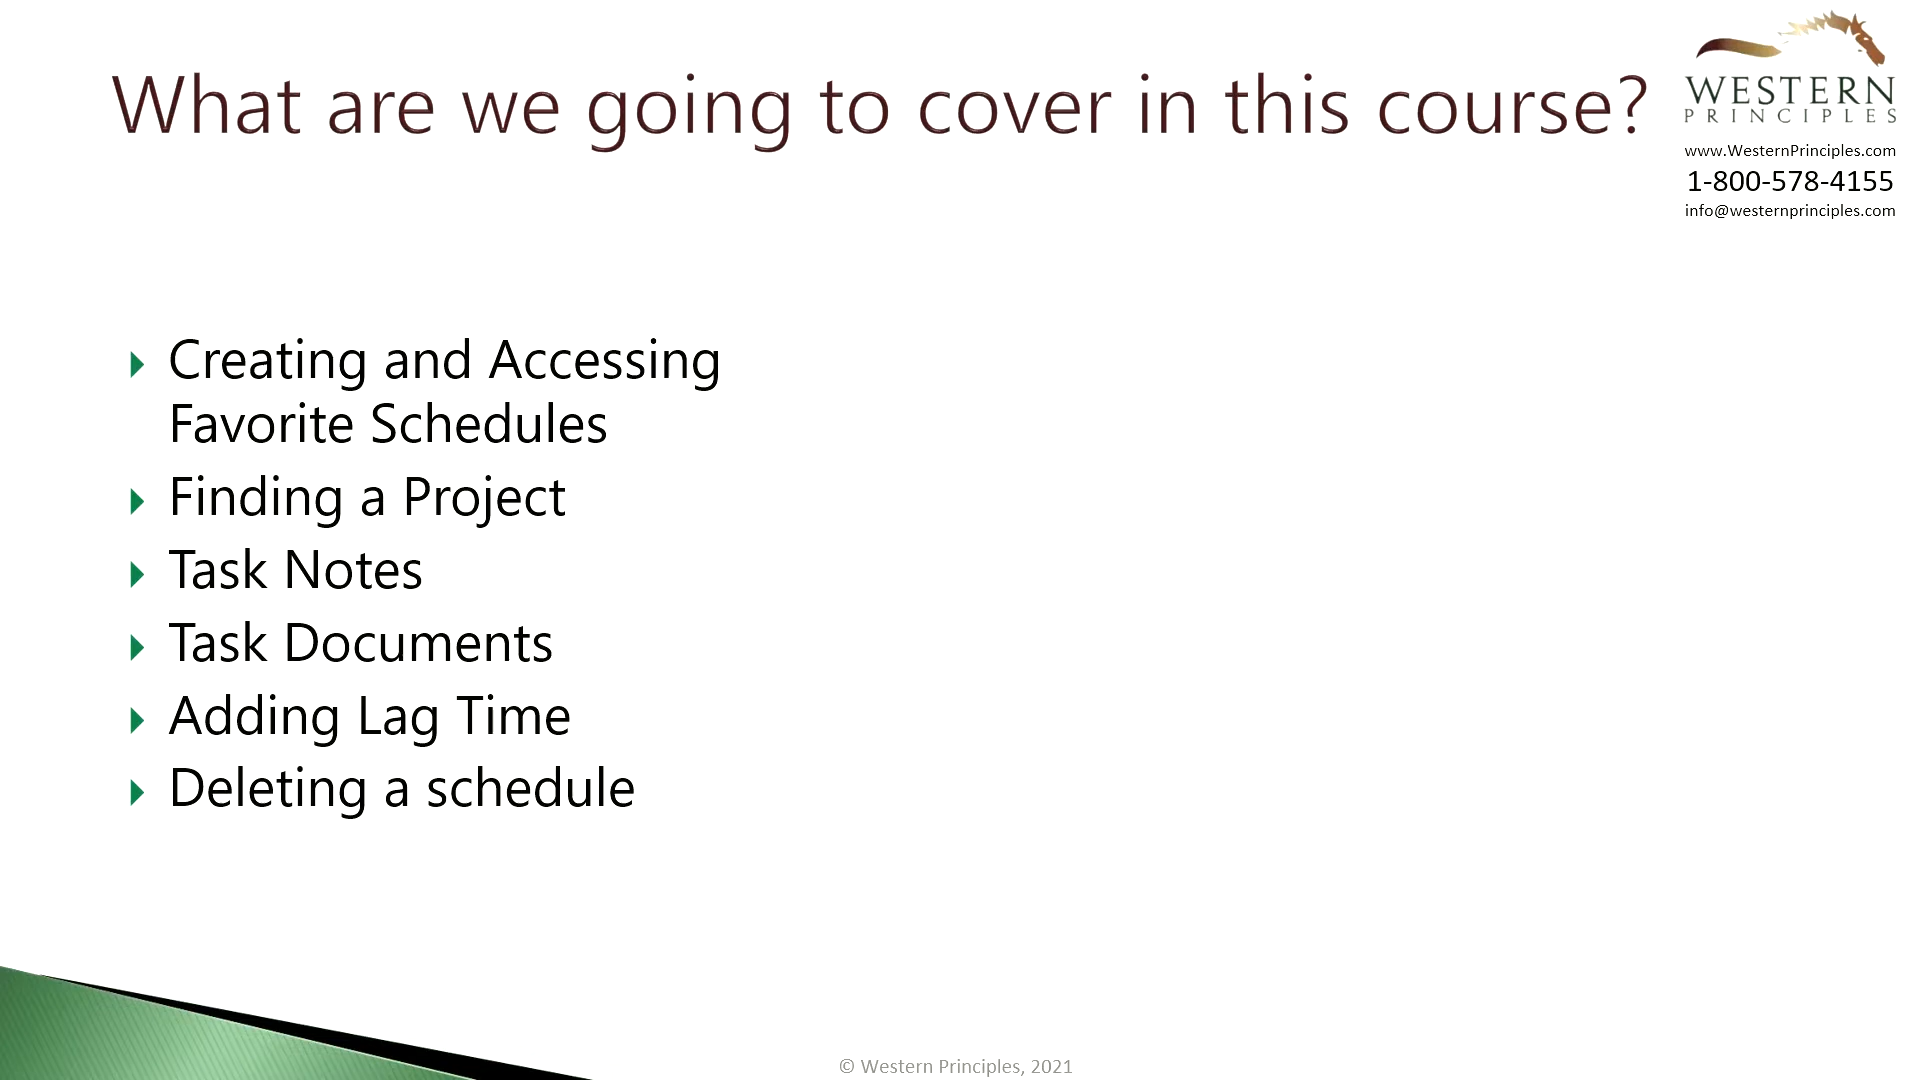 What are we going to cover in this course?
WESTERN
PRINCIPLES
www.WesternPrinciples.com
1-800-578-4155
info@westernprinciples.com
Creating and Accessing
Favorite Schedules
Finding a Project
Task Notes
Task Documents
Adding Lag Time
Deleting a schedule
© Western Principles, 2021